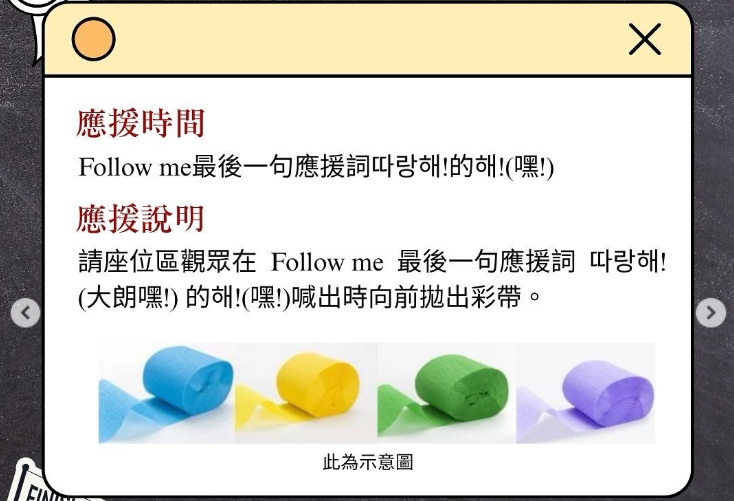 應援時間
Follow me最後一句應援詞따랑해!的해!(嘿!)
應援說明
請座位區觀眾在 Follow me 最後一句應援詞 따랑해!
(大朗嘿!) 的해!(嘿!)喊出時向前拋出彩帶。
此為示意圖